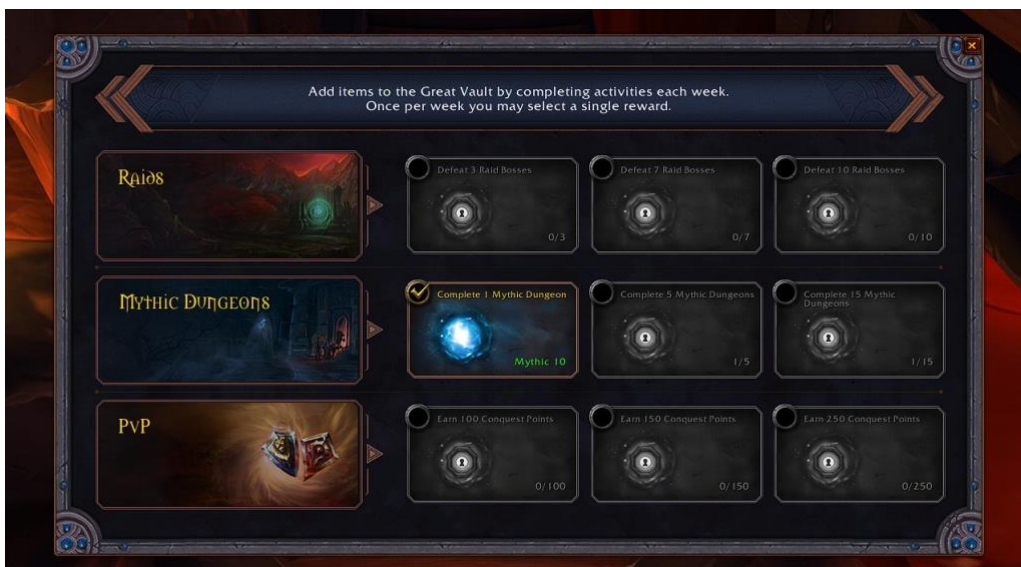 Add items to the Great Vault by completing activities each week.
Once per week you may select a single reward.
Raids
Defeat 3 Raid Bosses
0/3
Defeat 7 Raid Bosses
0/7
Defeat 10 Raid Bosses
0/10
Mythic Dungeons
Complete 1 Mythic Dungeon
Mythic 10
Complete 5 Mythic Dungeons
1/5
Complete 15 Mythic
Dungeons
1/15
PvP
Earn 100 Conquest Points
0/100
Earn 150 Conquest Points
0/150
Earn 250 Conquest Points
0/250